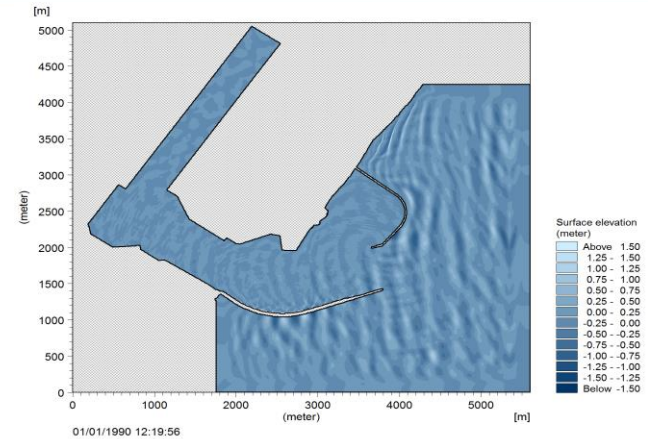 [m]
5000
4500
4000
3500
3000
2500
2000
1500
1000
500
0
(meter)
0 1000 2000 3000 4000 5000
(meter) [m]
01/01/1990 12:19:56
Surface elevation
(meter)
Above 1.50
1.25 - 1.50
1.00 - 1.25
0.75 - 1.00
0.50 - 0.75
0.25 - 0.50
0.00 - 0.25
-0.25 - 0.00
-0.50 - -0.25
-0.75 - -0.50
-1.00 - -0.75
-1.25 - -1.00
-1.50 - -1.25
Below -1.50